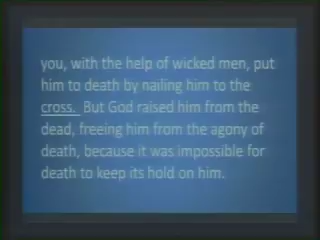 you, with the help of wicked men, put
him to death by nailing him to the
cross.  But God raised him from the
dead, freeing him from the agony of
death, because it was impossible for
death to keep its hold on him.